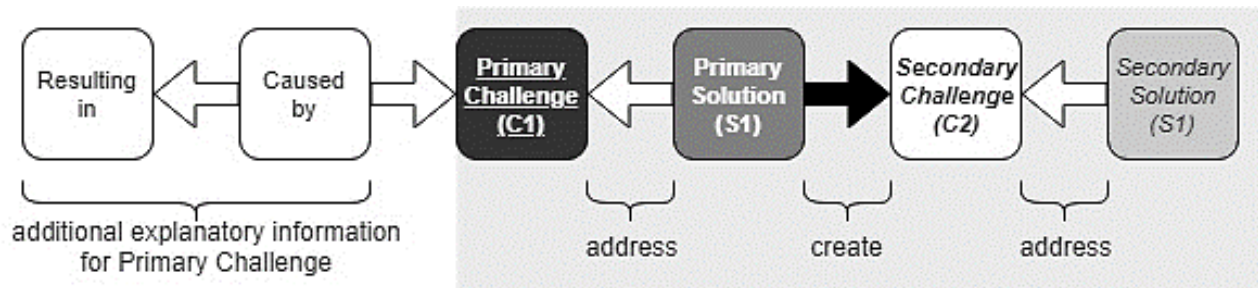 Resulting
in
Caused
by
Primary
Challenge
(C1)
Primary
Solution
(S1)
Secondary
Challenge
(C2)
Secondary
Solution
(S1)
additional explanatory information
for Primary Challenge
address
create
address